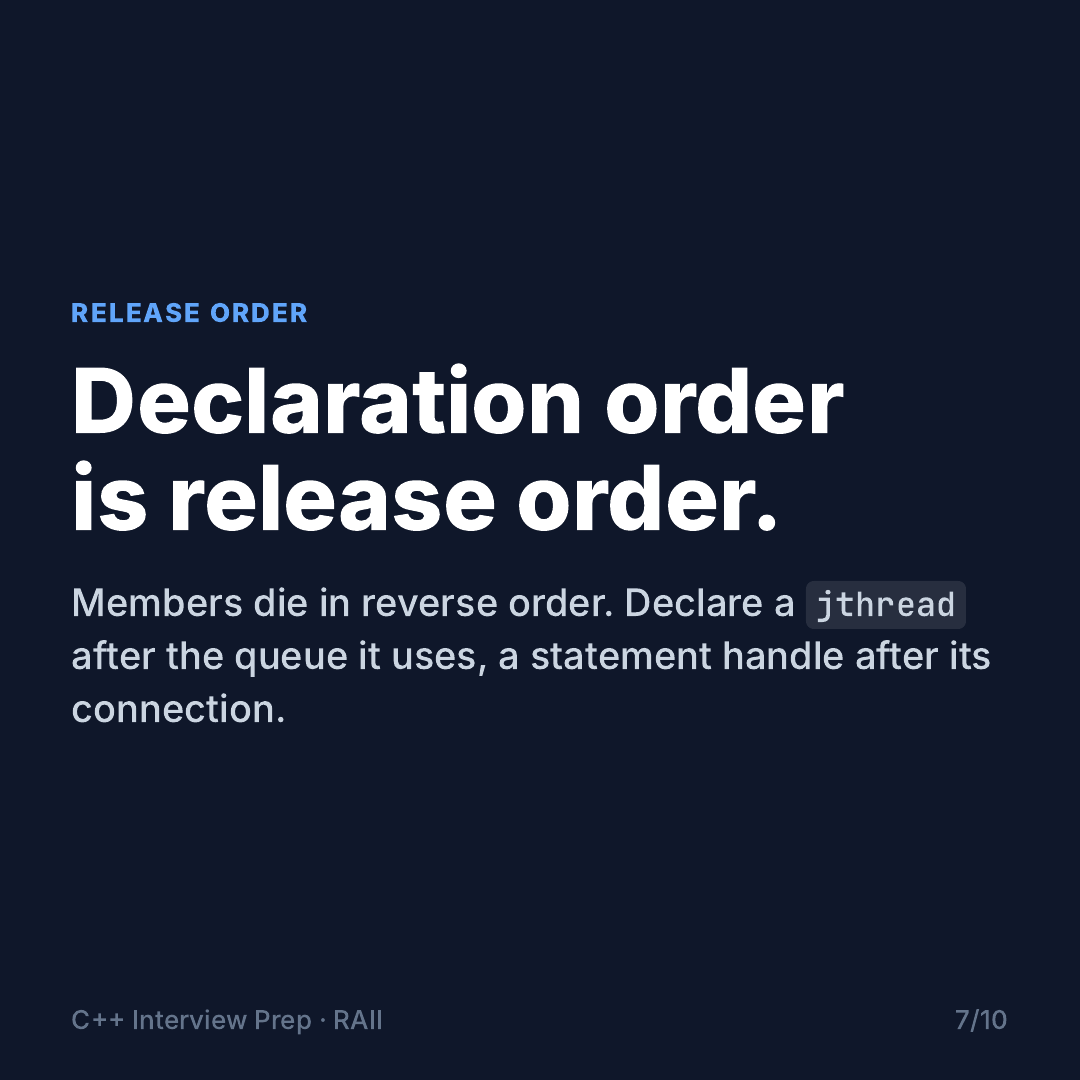 RELEASE ORDER
Declaration order
is release order.
Members die in reverse order. Declare a jthread
after the queue it uses, a statement handle after its
connection.
C++ Interview Prep · RAII
7/10